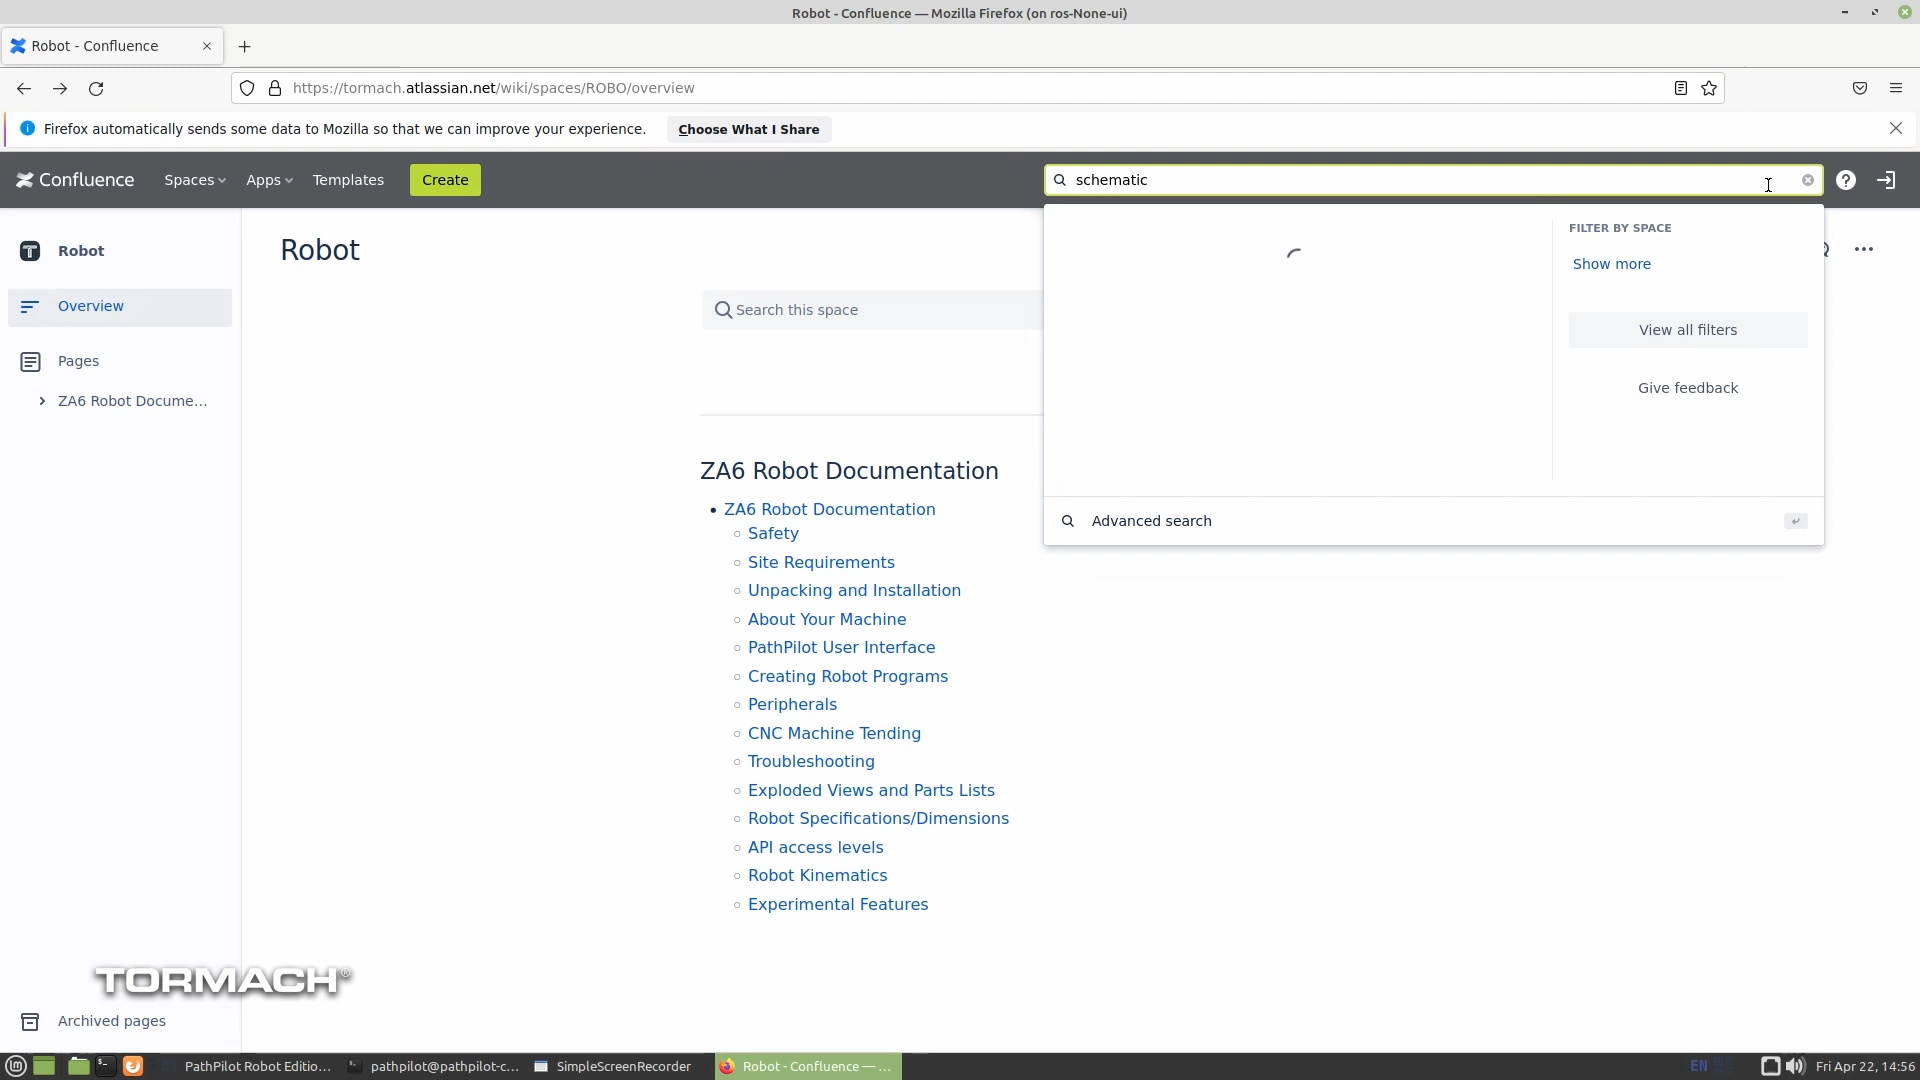 Robot - Confluence — Mozilla Firefox (on ros-None-ui)
Robot - Confluence
https://tormach.atlassian.net/wiki/spaces/ROBO/overview
Firefox automatically sends some data to Mozilla so that we can improve your experience. Choose What I Share
Confluence Spaces Apps Templates Create schematic
Robot
Overview
Pages
ZA6 Robot Docume...
Robot
Search this space
FILTER BY SPACE
Show more
View all filters
Give feedback
Advanced search
ZA6 Robot Documentation
ZA6 Robot Documentation
Safety
Site Requirements
Unpacking and Installation
About Your Machine
PathPilot User Interface
Creating Robot Programs
Peripherals
CNC Machine Tending
Troubleshooting
Exploded Views and Parts Lists
Robot Specifications/Dimensions
API access levels
Robot Kinematics
Experimental Features
TORMACH®
Archived pages
PathPilot Robot Editio... pathpilot@pathpilot-c... SimpleScreenRecorder Robot - Confluence — ... EN Fri Apr 22, 14:56